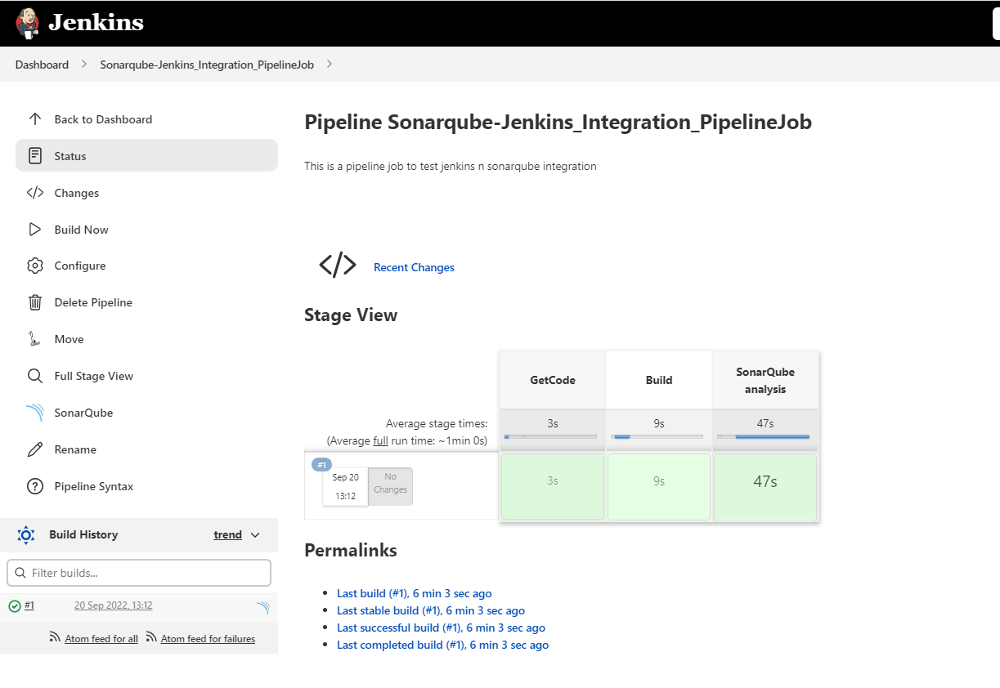 Jenkins
Dashboard
Sonarqube-Jenkins_Integration_PipelineJob
Back to Dashboard
Status
Changes
Build Now
Configure
Delete Pipeline
Move
Full Stage View
SonarQube
Rename
Pipeline Syntax
Build History
trend
Filter builds...
#1
20 Sep 2022, 13:12
Atom feed for all
Atom feed for failures
Pipeline Sonarqube-Jenkins_Integration_PipelineJob
This is a pipeline job to test jenkins n sonarqube integration
Recent Changes
Stage View
GetCode
Build
SonarQube
analysis
Average stage times:
(Average full run time: ~1min 0s)
3s
9s
47s
#1
Sep 20
13:12
No
Changes
3s
9s
47s
Permalinks
Last build (#1), 6 min 3 sec ago
Last stable build (#1), 6 min 3 sec ago
Last successful build (#1), 6 min 3 sec ago
Last completed build (#1), 6 min 3 sec ago